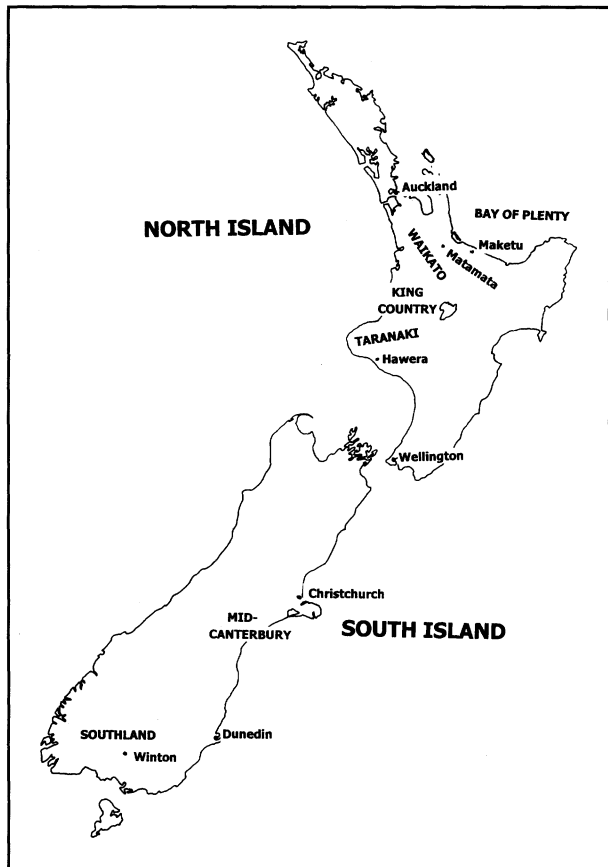 Auckland
BAY OF PLENTY
NORTH ISLAND
WAIKATO
Maketu
Matamata
KING
COUNTRY
TARANAKI
Hawera
Wellington
Christchurch
MID-
CANTERBURY
SOUTH ISLAND
SOUTHLAND
Dunedin
Winton